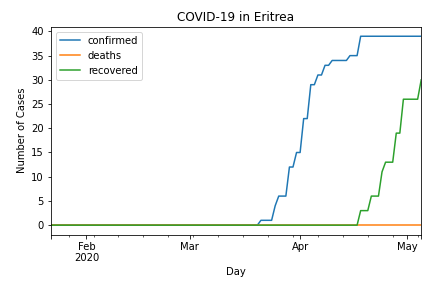 COVID-19 in Eritrea
confirmed
deaths
recovered
40
35
30
25
20
15
10
5
0
Number of Cases
Feb
2020
Mar
Apr
May
Day